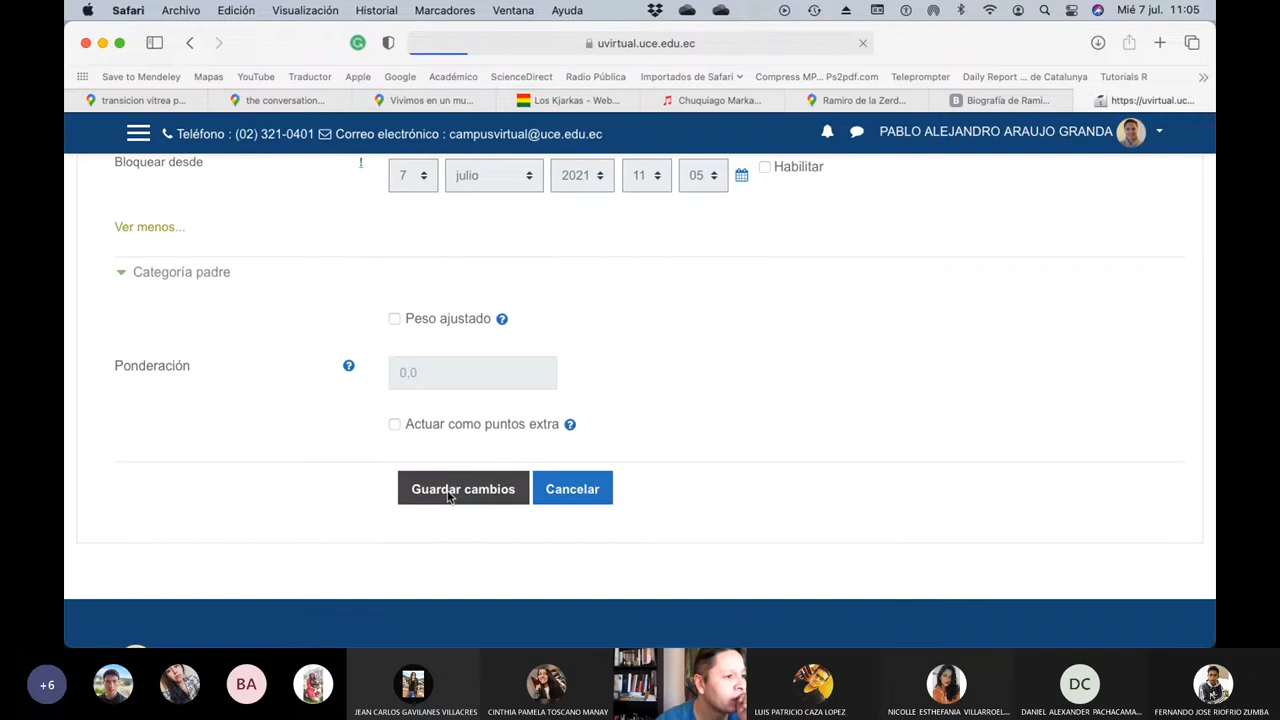 Safari Archivo Edición Visualización Historial Marcadores Ventana Ayuda Mié 7 jul. 11:05
uvirtual.uce.edu.ec
Save to Mendeley Mapas YouTube Traductor Apple Google Académico ScienceDirect Radio Pública Importados de Safari Compress MP... Ps2pdf.com Teleprompter Daily Report ... de Catalunya Tutorials R
transicion vitrea p... the conversation... Vivimos en un mu... Los Kjarkas - Web... Chuquiago Marka... Ramiro de la Zerd... Biografía de Rami... https://uvirtual.uc...
Teléfono : (02) 321-0401 Correo electrónico : campusvirtual@uce.edu.ec PABLO ALEJANDRO ARAUJO GRANDA
Bloquear desde ! 7 julio 2021 11 05 Habilitar
Ver menos...
Categoría padre
Peso ajustado ?
Ponderación ? 0,0
Actuar como puntos extra ?
Guardar cambios Cancelar
+6 BA DC
JEAN CARLOS GAVILANES VILLACRES CINTHIA PAMELA TOSCANO MANAY LUIS PATRICIO CAZA LOPEZ NICOLLE ESTHEFANIA VILLARROEL... DANIEL ALEXANDER PACHACAMA... FERNANDO JOSE RIOFRIO ZUMBA